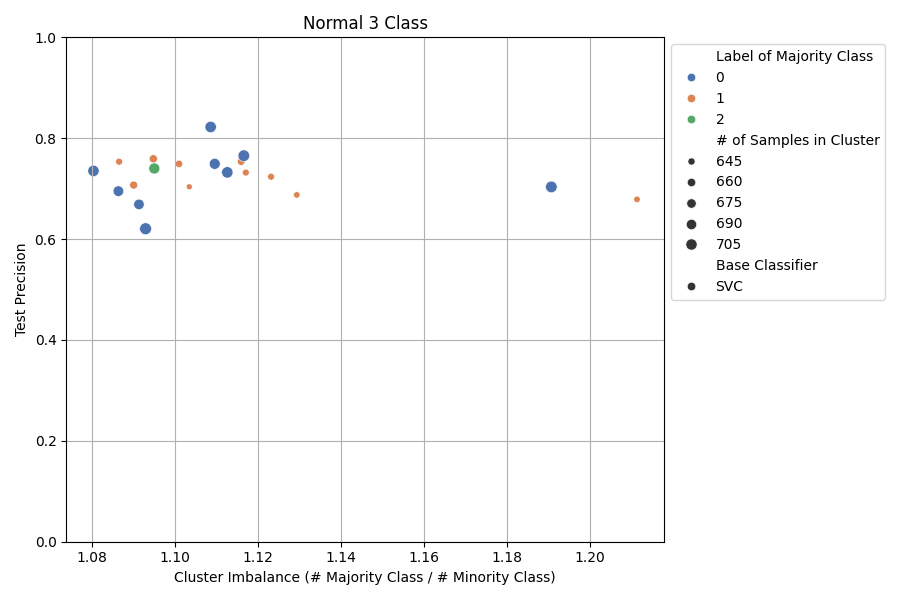 Normal 3 Class
1.0
0.8
0.6
0.4
0.2
0.0
Test Precision
1.08 1.10 1.12 1.14 1.16 1.18 1.20
Cluster Imbalance (# Majority Class / # Minority Class)
Label of Majority Class
0
1
2
# of Samples in Cluster
645
660
675
690
705
Base Classifier
SVC